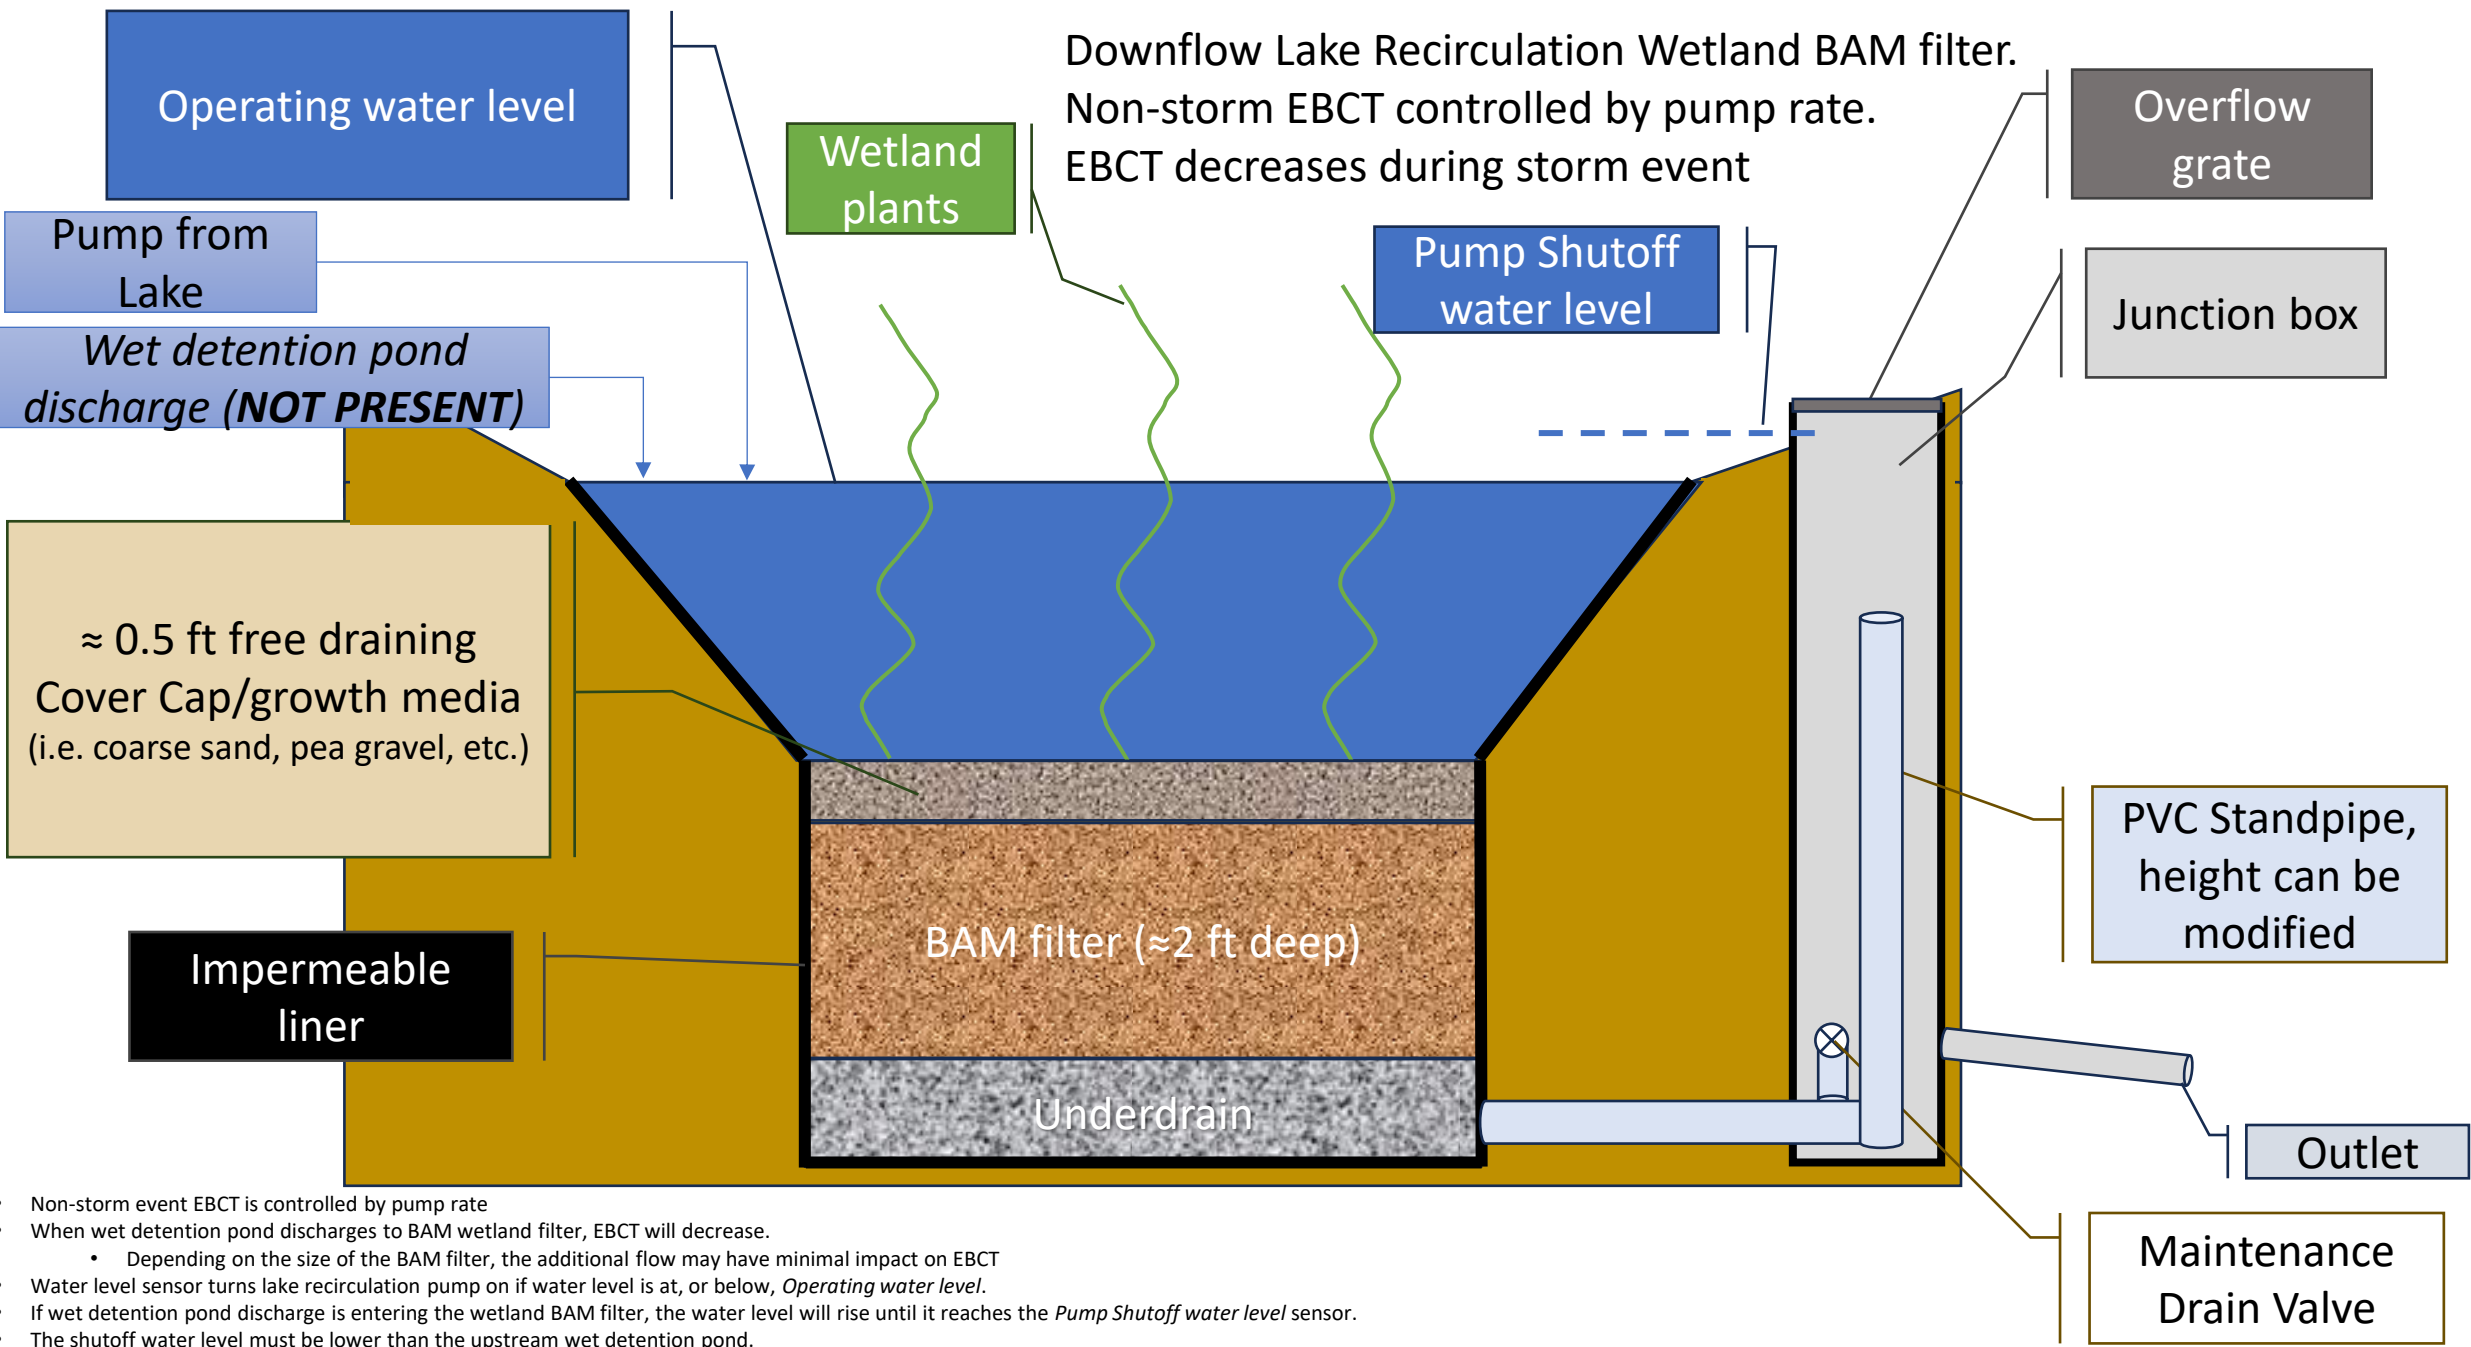 Operating water level
Downflow Lake Recirculation Wetland BAM filter.
Non-storm EBCT controlled by pump rate.
EBCT decreases during storm event
Overflow
grate
Wetland
plants
Pump from
Lake
Pump Shutoff
water level
Junction box
Wet detention pond
discharge (NOT PRESENT)
≈ 0.5 ft free draining
Cover Cap/growth media
(i.e. coarse sand, pea gravel, etc.)
PVC Standpipe,
height can be
modified
BAM filter (≈2 ft deep)
Impermeable
liner
Underdrain
Outlet
Maintenance
Drain Valve
• Non-storm event EBCT is controlled by pump rate
• When wet detention pond discharges to BAM wetland filter, EBCT will decrease.
• Depending on the size of the BAM filter, the additional flow may have minimal impact on EBCT
• Water level sensor turns lake recirculation pump on if water level is at, or below, Operating water level.
• If wet detention pond discharge is entering the wetland BAM filter, the water level will rise until it reaches the Pump Shutoff water level sensor.
• The shutoff water level must be lower than the upstream wet detention pond.